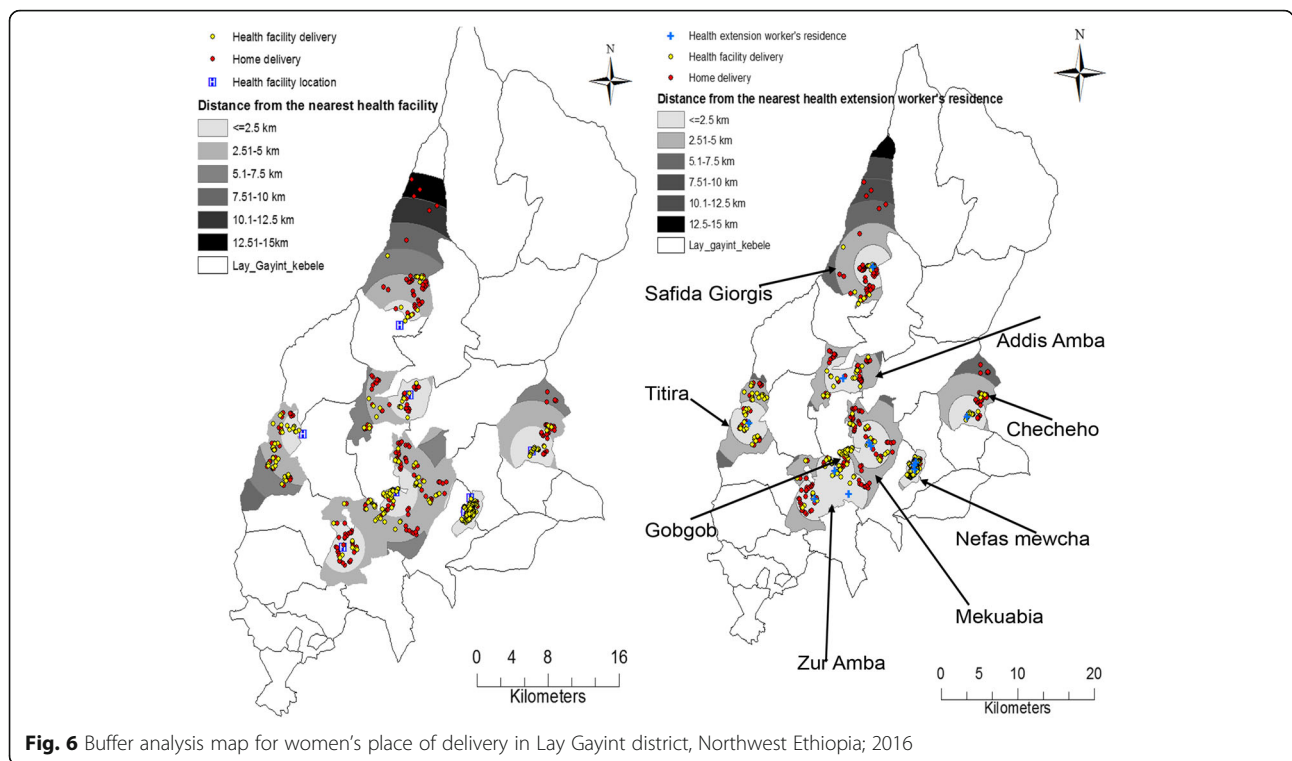 Health facility delivery
Home delivery
H Health facility location
Distance from the nearest health facility
<=2.5 km
2.51-5 km
5.1-7.5 km
7.51-10 km
10.1-12.5 km
12.51-15km
Lay_Gayint_kebele
N
H
H
H
H
H
H
H
0 4 8 16
Kilometers
Health extension worker's residence
Health facility delivery
Home delivery
Distance from the nearest health extension worker's residence
<=2.5 km
2.51-5 km
5.1-7.5 km
7.51-10 km
10.1-12.5 km
12.5-15 km
Lay_gayint_kebele
N
Safida Giorgis
Addis Amba
Titira
Checheho
Gobgob
Nefas mewcha
Mekuabia
Zur Amba
0 5 10 20
Kilometers
Fig. 6 Buffer analysis map for women's place of delivery in Lay Gayint district, Northwest Ethiopia; 2016